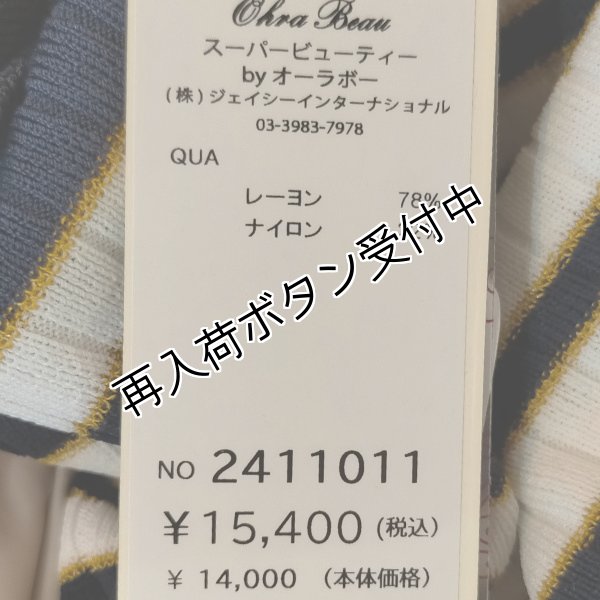 Ohra Beau
スーパービューティー
by オーラボー
(株)ジェイシーインターナショナル
03-3983-7978
QUA
レーヨン 78%
ナイロン
再入荷ボタン受付中
NO 2411011
¥15,400(税込)
¥ 14,000 (本体価格)